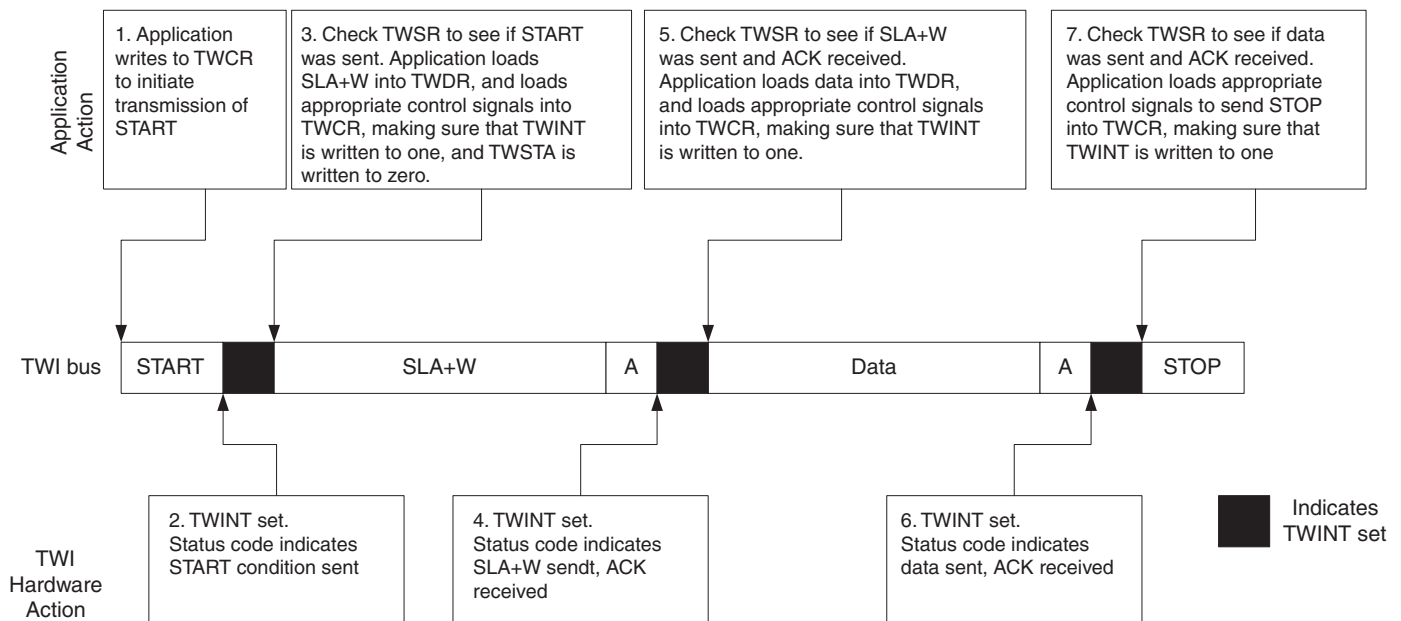 Application
Action
1. Application
writes to TWCR
to initiate
transmission of
START
3. Check TWSR to see if START
was sent. Application loads
SLA+W into TWDR, and loads
appropriate control signals into
TWCR, making sure that TWINT
is written to one, and TWSTA is
written to zero.
5. Check TWSR to see if SLA+W
was sent and ACK received.
Application loads data into TWDR,
and loads appropriate control signals
into TWCR, making sure that TWINT
is written to one.
7. Check TWSR to see if data
was sent and ACK received.
Application loads appropriate
control signals to send STOP
into TWCR, making sure that
TWINT is written to one
TWI bus
START
SLA+W
A
Data
A
STOP
TWI
Hardware
Action
2. TWINT set.
Status code indicates
START condition sent
4. TWINT set.
Status code indicates
SLA+W sendt, ACK
received
6. TWINT set.
Status code indicates
data sent, ACK received
Indicates
TWINT set